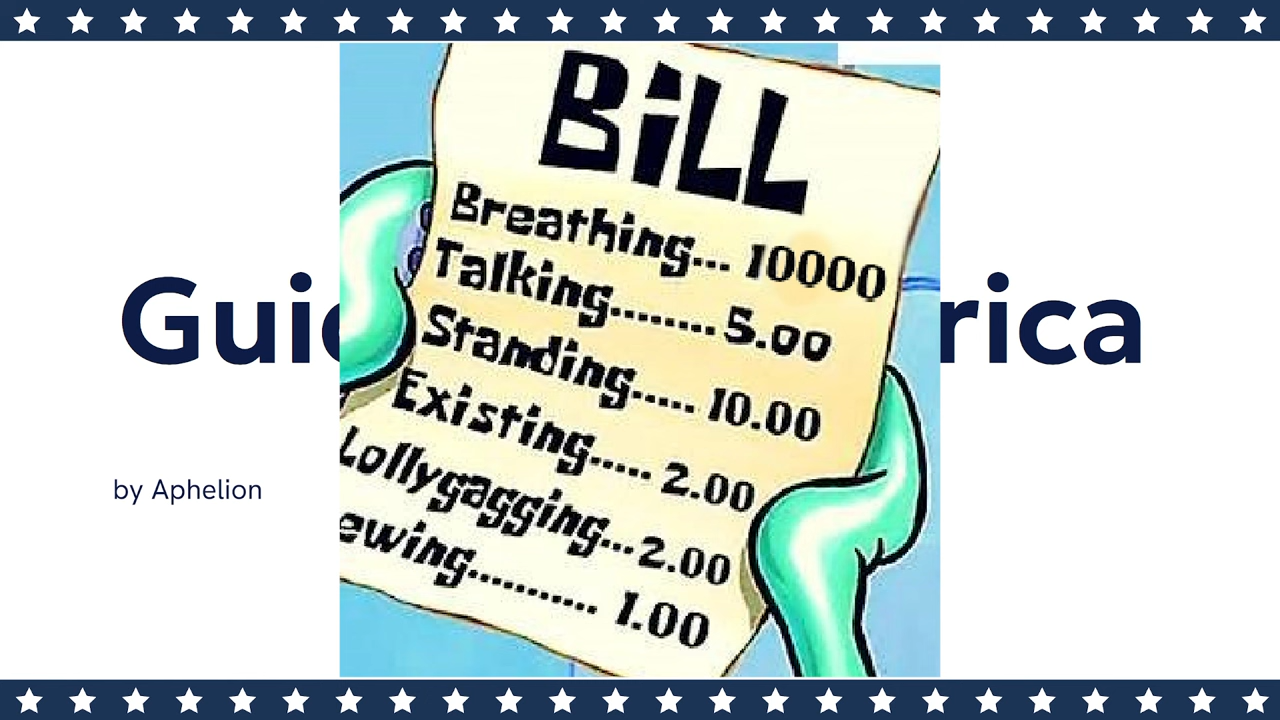 BiLL
Breathing... 10000
Talking........5.00
Standing..... 10.00
Guid rica
Existing..... 2.00
Lollygagging...2.00
by Aphelion
ewing........... 1.00